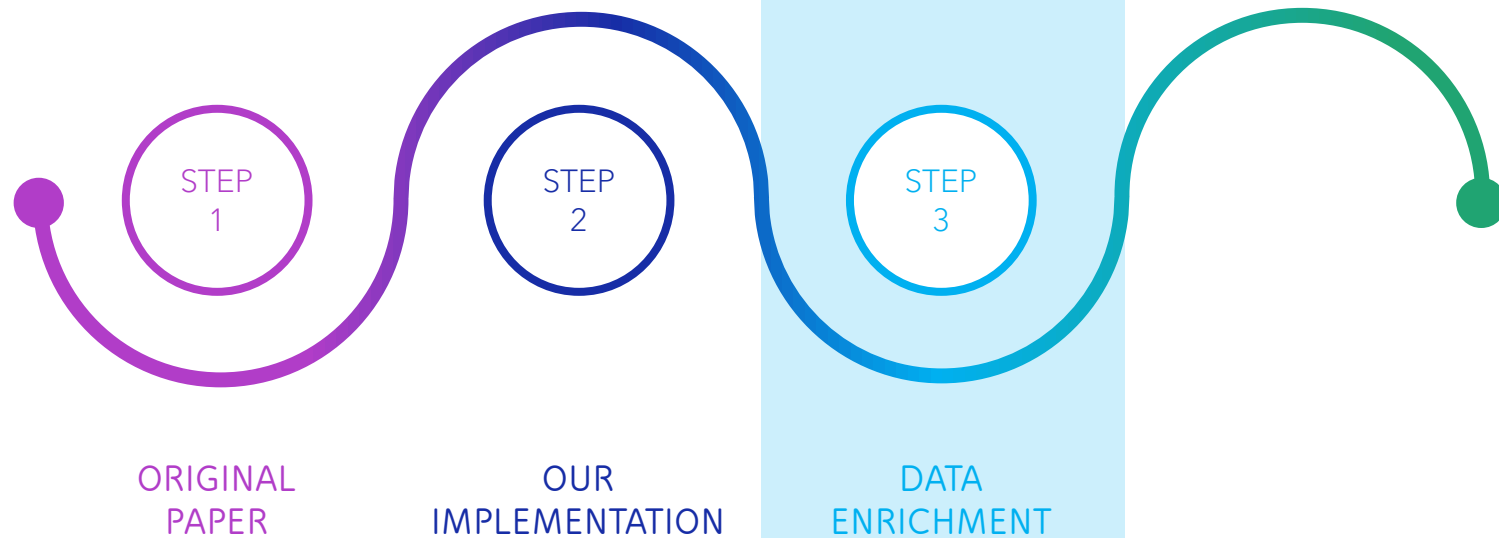 STEP
1
STEP
2
STEP
3
ORIGINAL
PAPER
OUR
IMPLEMENTATION
DATA
ENRICHMENT